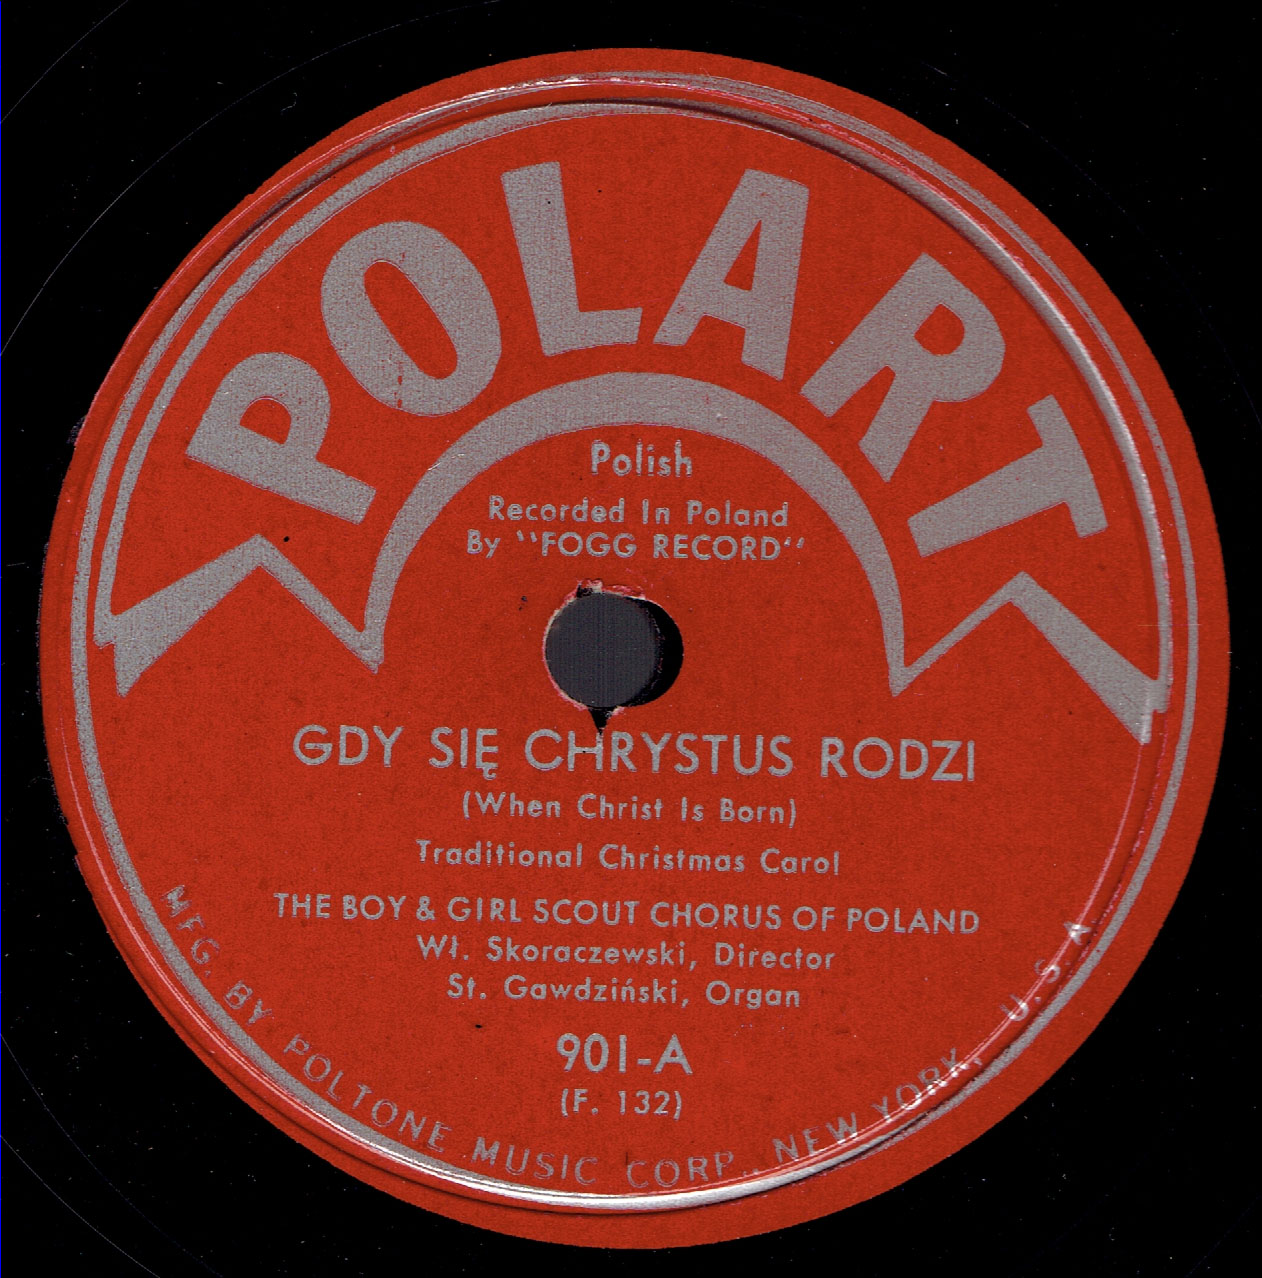 POLART
Polish
Recorded In Poland
By "FOGG RECORD"
GDY SIĘ CHRYSTUS RODZI
(When Christ Is Born)
Traditional Christmas Carol
THE BOY & GIRL SCOUT CHORUS OF POLAND
Wł. Skoraczewski, Director
St. Gawdziński, Organ
901-A
(F. 132)
MFG. BY POLTONE MUSIC CORP., NEW YORK, U.S.A